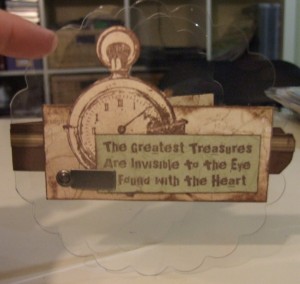 The Greatest Treasures
Are Invisible to the Eye
Found with the Heart